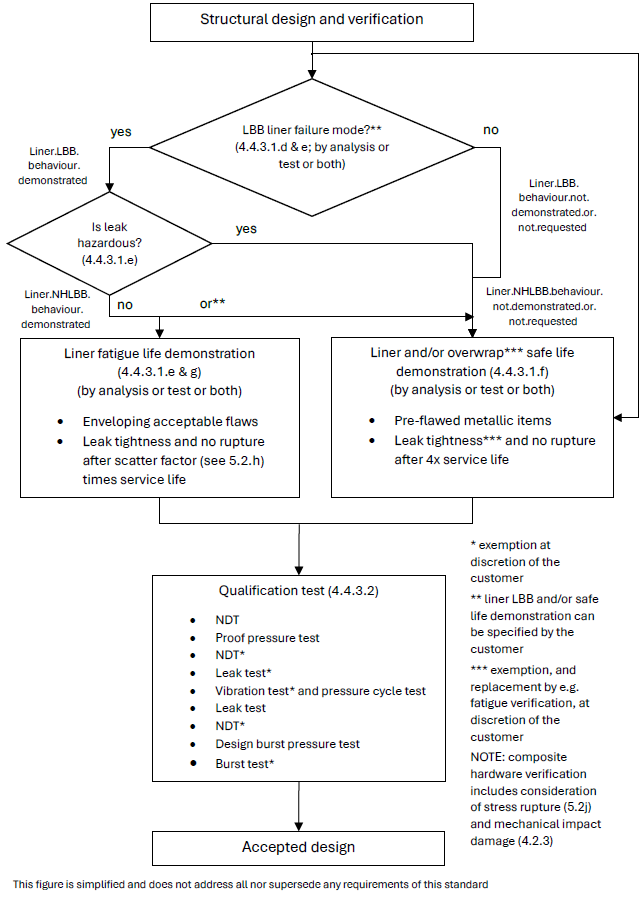 Structural design and verification
LBB liner failure mode?**
(4.4.3.1.d & e; by analysis or
test or both)
yes
no
Liner.LBB.
behaviour.
demonstrated
Liner.LBB.
behaviour.not.
demonstrated.or.
not.requested
Is leak
hazardous?
(4.4.3.1.e)
yes
Liner.NHLBB.
behaviour.
demonstrated
no
or**
Liner.NHLBB.behaviour.
not.demonstrated.or.
not.requested
Liner fatigue life demonstration
(4.4.3.1.e & g)
(by analysis or test or both)
• Enveloping acceptable flaws
• Leak tightness and no rupture
after scatter factor (see 5.2.h)
times service life
Liner and/or overwrap*** safe life
demonstration (4.4.3.1.f)
(by analysis or test or both)
• Pre-flawed metallic items
• Leak tightness*** and no rupture
after 4x service life
Qualification test (4.4.3.2)
• NDT
• Proof pressure test
• NDT*
• Leak test*
• Vibration test* and pressure cycle test
• Leak test
• NDT*
• Design burst pressure test
• Burst test*
* exemption at
discretion of the
customer
** liner LBB and/or safe
life demonstration can
be specified by the
customer
*** exemption, and
replacement by e.g.
fatigue verification, at
discretion of the
customer
NOTE: composite
hardware verification
includes consideration
of stress rupture (5.2j)
and mechanical impact
damage (4.2.3)
Accepted design
This figure is simplified and does not address all nor supersede any requirements of this standard